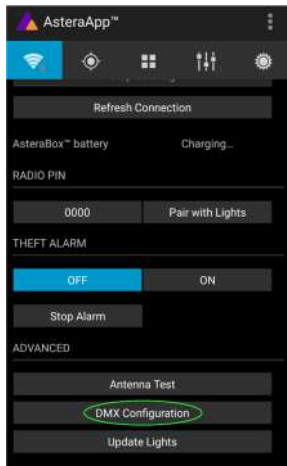 AsteraApp™
Refresh Connection
AsteraBox™ battery Charging...
RADIO PIN
0000 Pair with Lights
THEFT ALARM
OFF ON
Stop Alarm
ADVANCED
Antenna Test
DMX Configuration
Update Lights